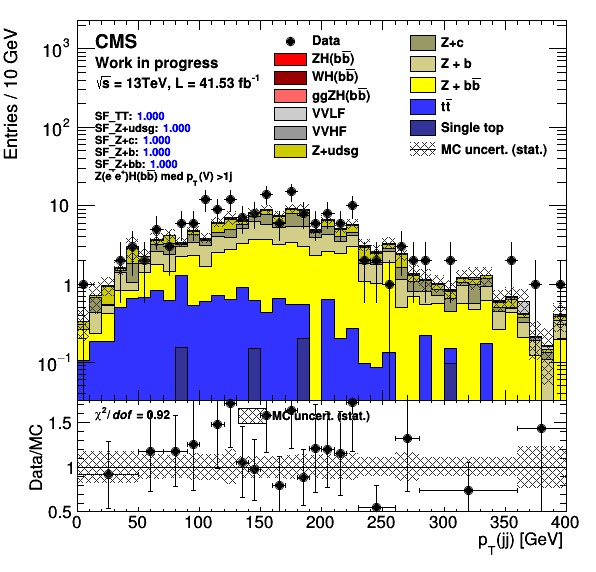 CMS
Work in progress
√s = 13TeV, L = 41.53 fb⁻¹
SF_TT: 1.000
SF_Z+udsg: 1.000
SF_Z+c: 1.000
SF_Z+b: 1.000
SF_Z+bb: 1.000
Z(e⁻e⁺)H(bb̅) med p_T(V) >1j
Data
ZH(bb̅)
WH(bb̅)
ggZH(bb̅)
VVLF
VVHF
Z+udsg
Z+c
Z + b
Z + bb̅
tt̅
Single top
MC uncert. (stat.)
Entries / 10 GeV
10³
10²
10
1
10⁻¹
χ²/dof = 0.92
MC uncert. (stat.)
Data/MC
1.5
1
0.5
0 50 100 150 200 250 300 350 400
p_T(jj) [GeV]